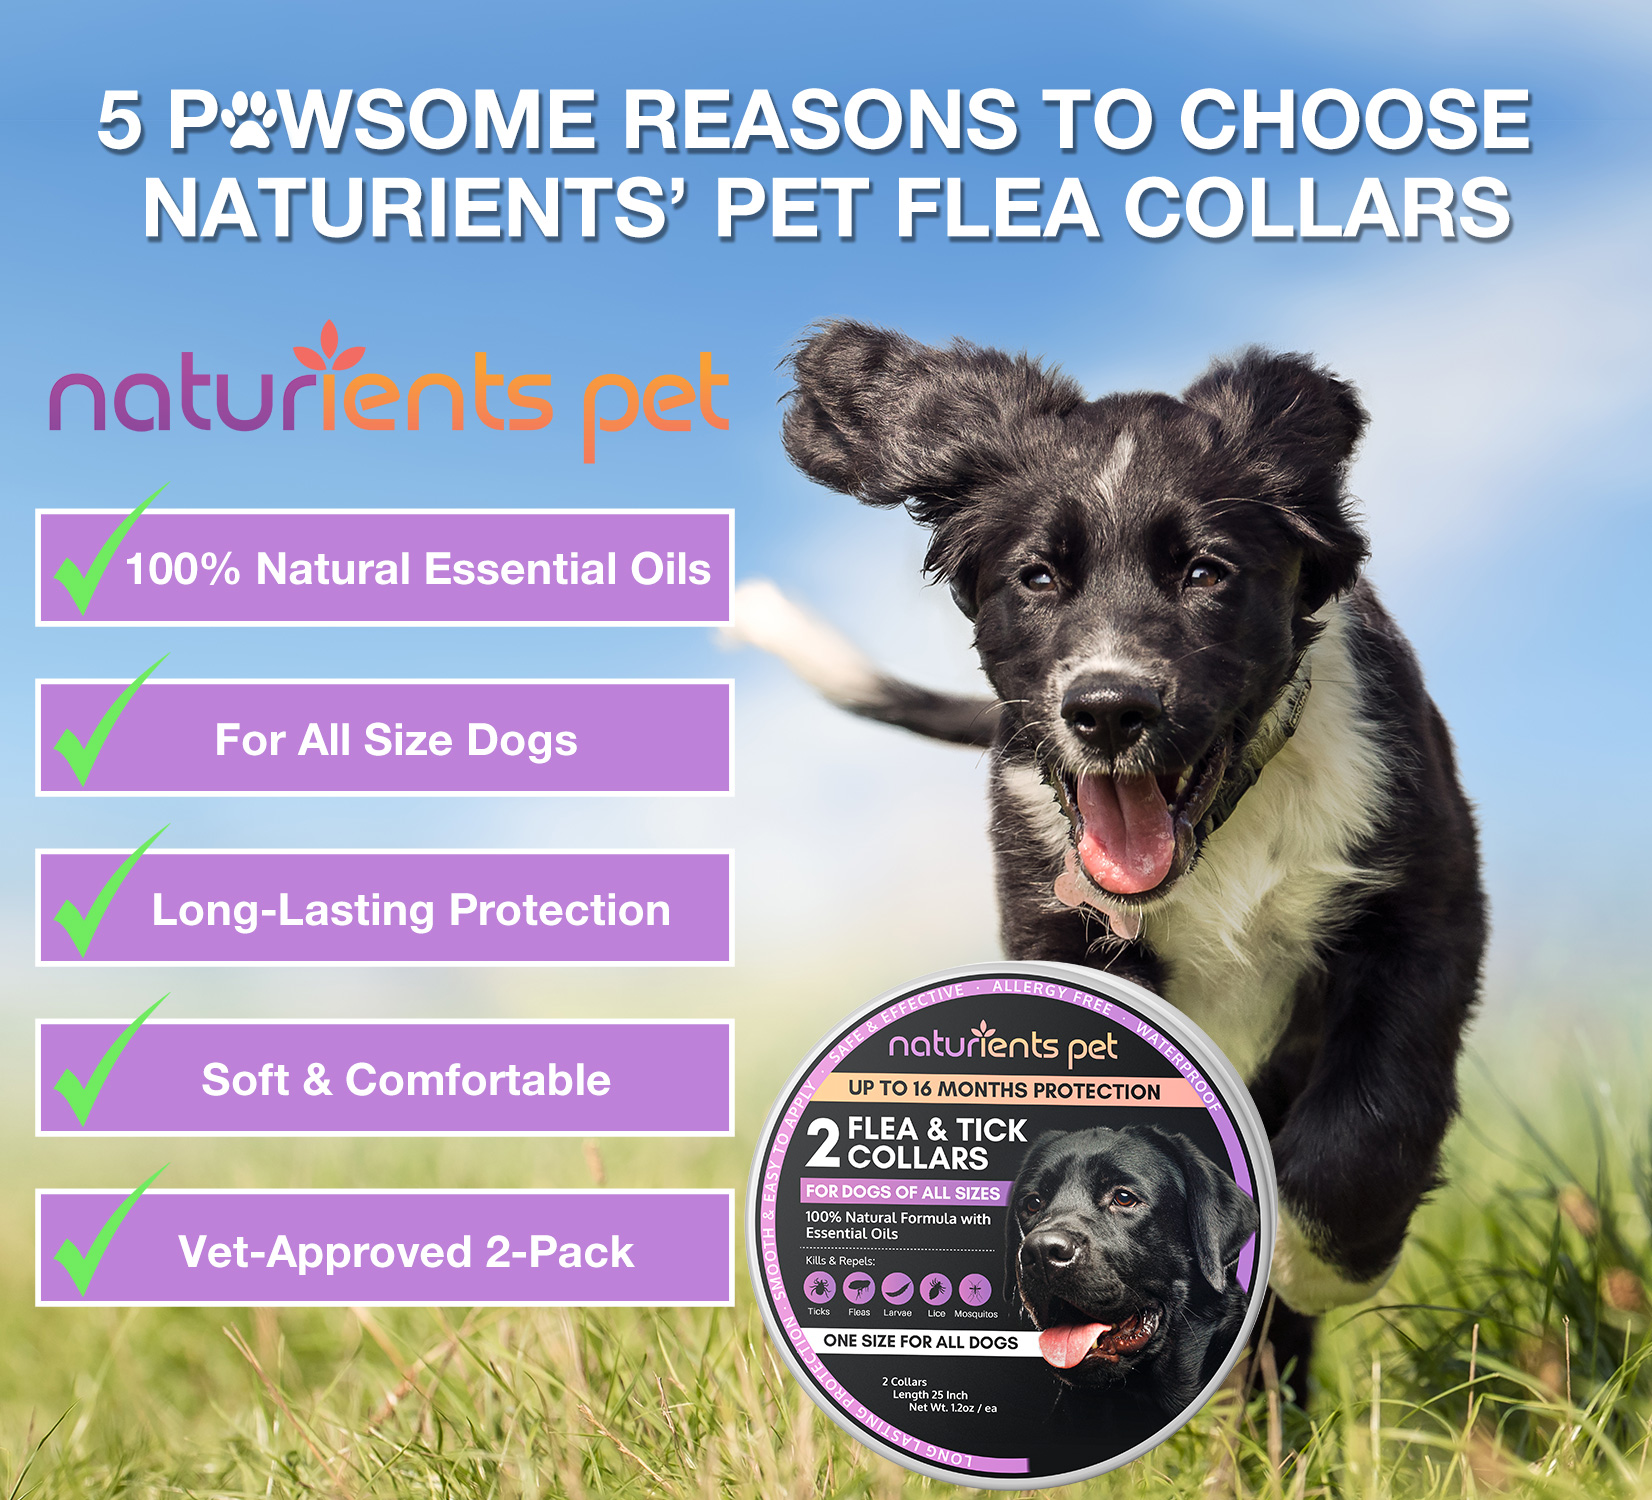 5 PAWSOME REASONS TO CHOOSE
NATURIENTS’ PET FLEA COLLARS
naturients pet
100% Natural Essential Oils
For All Size Dogs
Long-Lasting Protection
Soft & Comfortable
Vet-Approved 2-Pack
LONG LASTING PROTECTION · SMOOTH & EASY TO APPLY · SAFE & EFFECTIVE · ALLERGY FREE · WATERPROOF
naturients pet
UP TO 16 MONTHS PROTECTION
2 FLEA & TICK
COLLARS
FOR DOGS OF ALL SIZES
100% Natural Formula with
Essential Oils
Kills & Repels:
Ticks Fleas Larvae Lice Mosquitos
ONE SIZE FOR ALL DOGS
2 Collars
Length 25 Inch
Net Wt. 1.2oz / ea